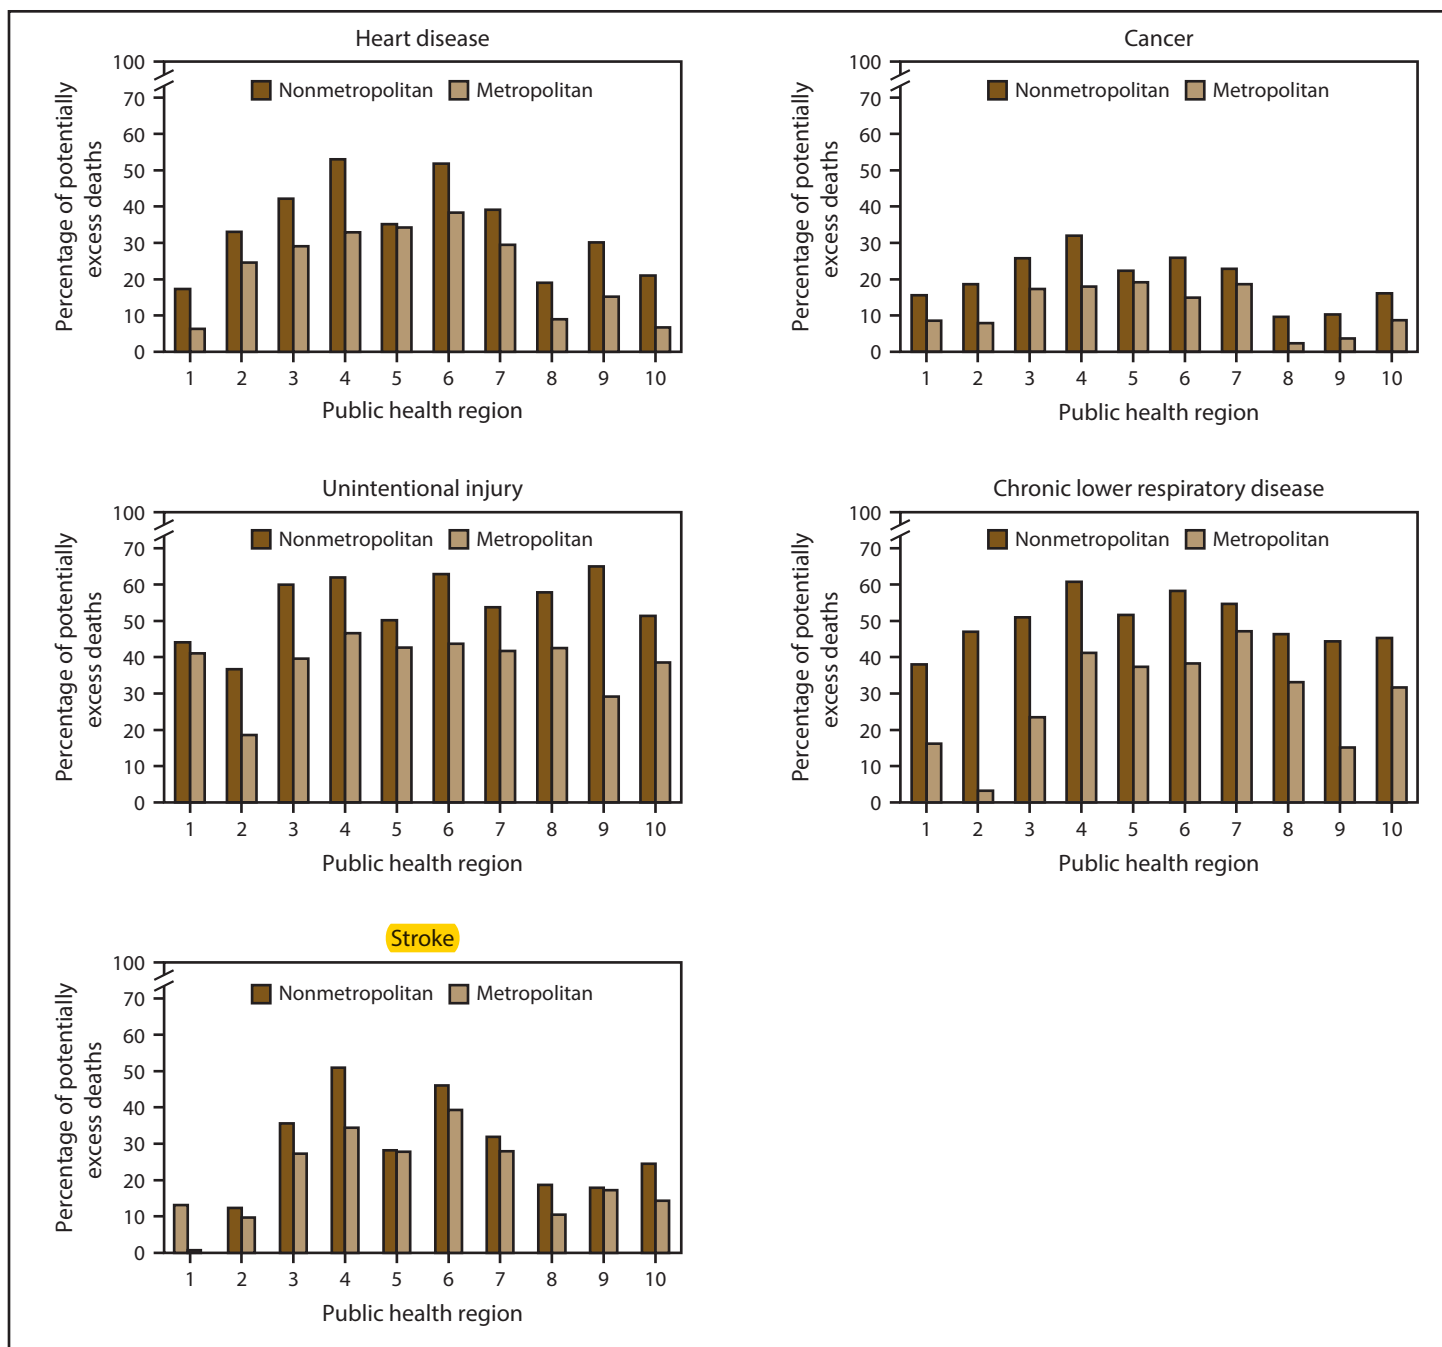 Heart disease
100
70
60
50
40
30
20
10
0
Percentage of potentially
excess deaths
Nonmetropolitan Metropolitan
1 2 3 4 5 6 7 8 9 10
Public health region
Cancer
100
70
60
50
40
30
20
10
0
Percentage of potentially
excess deaths
Nonmetropolitan Metropolitan
1 2 3 4 5 6 7 8 9 10
Public health region
Unintentional injury
100
70
60
50
40
30
20
10
0
Percentage of potentially
excess deaths
Nonmetropolitan Metropolitan
1 2 3 4 5 6 7 8 9 10
Public health region
Chronic lower respiratory disease
100
70
60
50
40
30
20
10
0
Percentage of potentially
excess deaths
Nonmetropolitan Metropolitan
1 2 3 4 5 6 7 8 9 10
Public health region
Stroke
100
70
60
50
40
30
20
10
0
Percentage of potentially
excess deaths
Nonmetropolitan Metropolitan
1 2 3 4 5 6 7 8 9 10
Public health region